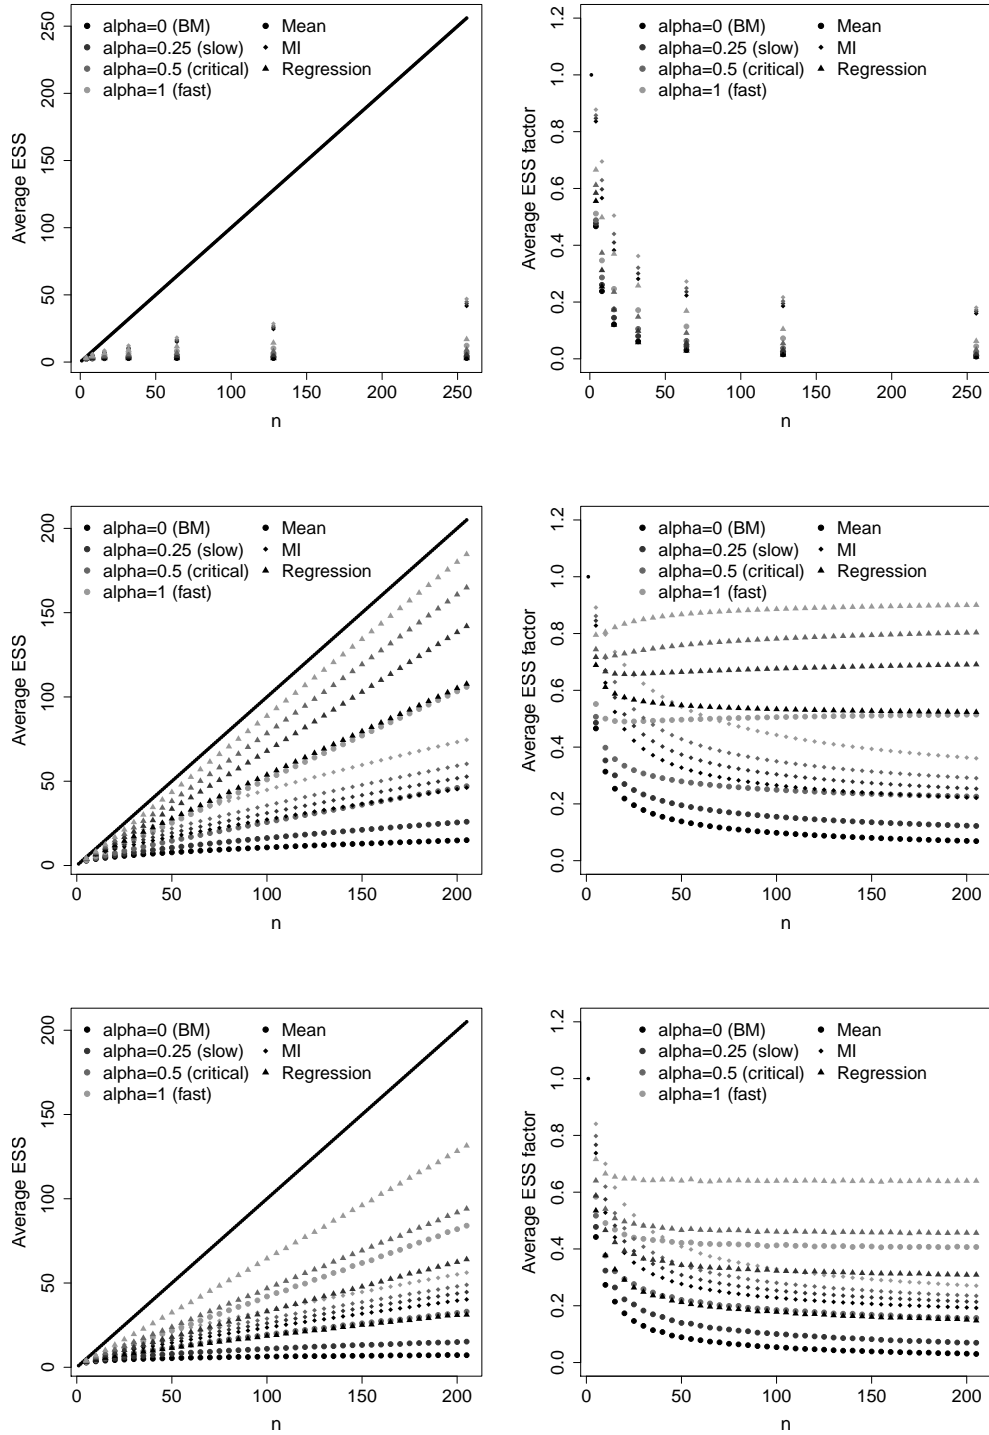 alpha=0 (BM) Mean
alpha=0.25 (slow) MI
alpha=0.5 (critical) Regression
alpha=1 (fast)
Average ESS
0 50 100 150 200 250
0 50 100 150 200 250
n
alpha=0 (BM) Mean
alpha=0.25 (slow) MI
alpha=0.5 (critical) Regression
alpha=1 (fast)
Average ESS factor
0.0 0.2 0.4 0.6 0.8 1.0 1.2
0 50 100 150 200 250
n
alpha=0 (BM) Mean
alpha=0.25 (slow) MI
alpha=0.5 (critical) Regression
alpha=1 (fast)
Average ESS
0 50 100 150 200
0 50 100 150 200
n
alpha=0 (BM) Mean
alpha=0.25 (slow) MI
alpha=0.5 (critical) Regression
alpha=1 (fast)
Average ESS factor
0.0 0.2 0.4 0.6 0.8 1.0 1.2
0 50 100 150 200
n
alpha=0 (BM) Mean
alpha=0.25 (slow) MI
alpha=0.5 (critical) Regression
alpha=1 (fast)
Average ESS
0 50 100 150 200
0 50 100 150 200
n
alpha=0 (BM) Mean
alpha=0.25 (slow) MI
alpha=0.5 (critical) Regression
alpha=1 (fast)
Average ESS factor
0.0 0.2 0.4 0.6 0.8 1.0 1.2
0 50 100 150 200
n